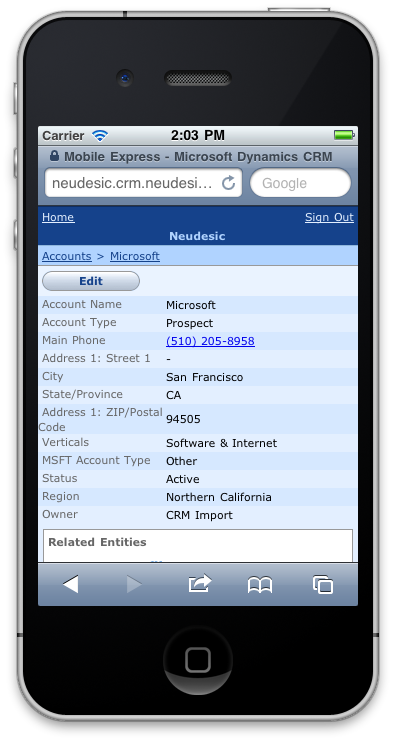 Carrier 2:03 PM
Mobile Express - Microsoft Dynamics CRM
neudesic.crm.neudesi... Google
Home Sign Out
Neudesic
Accounts > Microsoft
Edit
Account Name Microsoft
Account Type Prospect
Main Phone (510) 205-8958
Address 1: Street 1 -
City San Francisco
State/Province CA
Address 1: ZIP/Postal Code 94505
Verticals Software & Internet
MSFT Account Type Other
Status Active
Region Northern California
Owner CRM Import
Related Entities